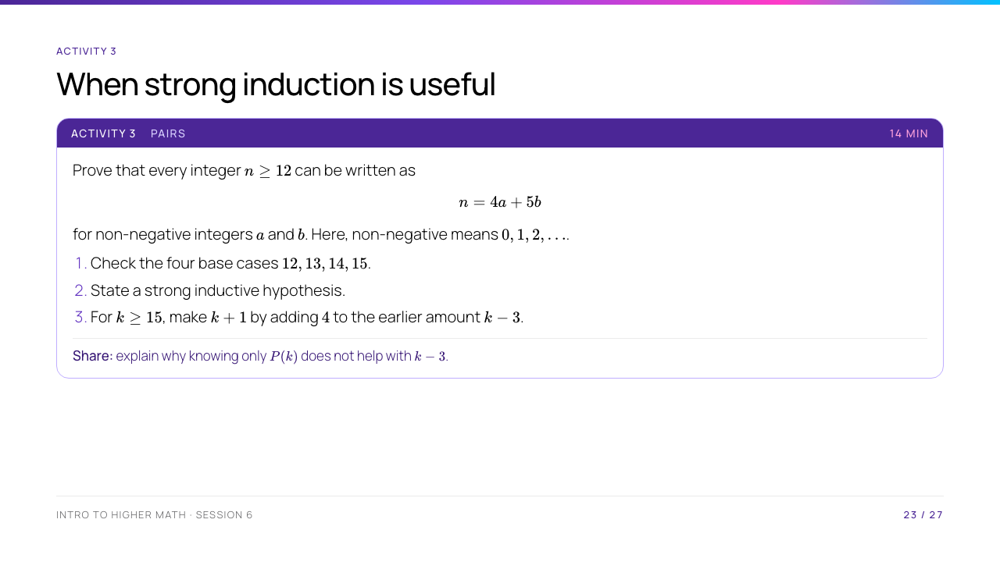 ACTIVITY 3
When strong induction is useful
ACTIVITY 3 PAIRS 14 MIN
Prove that every integer n ≥ 12 can be written as
n = 4a + 5b
for non-negative integers a and b. Here, non-negative means 0, 1, 2, ….
1. Check the four base cases 12, 13, 14, 15.
2. State a strong inductive hypothesis.
3. For k ≥ 15, make k + 1 by adding 4 to the earlier amount k − 3.
Share: explain why knowing only P(k) does not help with k − 3.
INTRO TO HIGHER MATH · SESSION 6 23 / 27